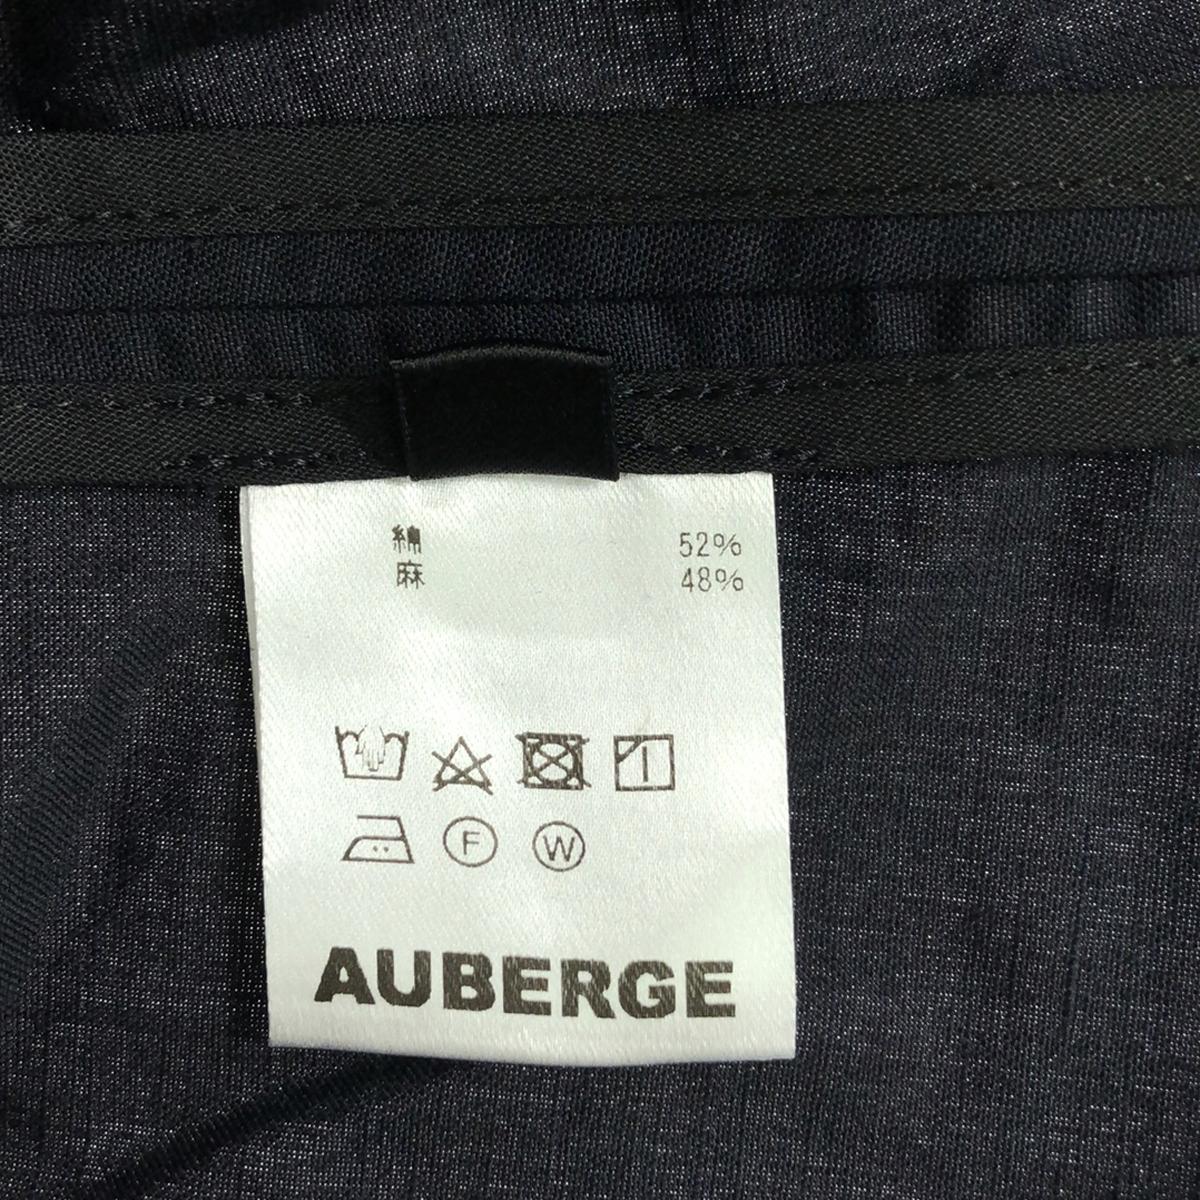 綿 52%
麻 48%
F W
AUBERGE